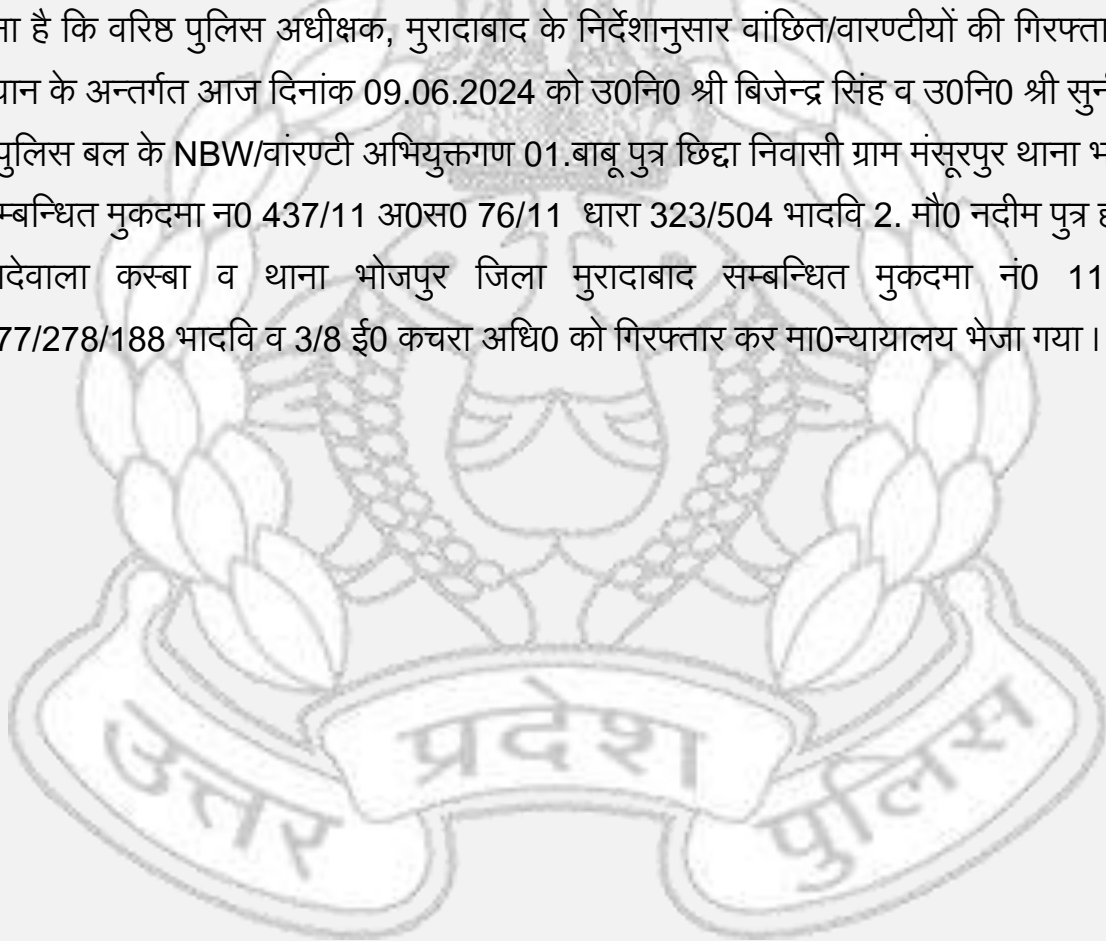 ना है कि वरिष्ठ पुलिस अधीक्षक, मुरादाबाद के निर्देशानुसार वांछित/वारण्टीयों की गिरफ्ता
यान के अन्तर्गत आज दिनांक 09.06.2024 को उ0नि0 श्री बिजेन्द्र सिंह व उ0नि0 श्री सुनी
पुलिस बल के NBW/वांरण्टी अभियुक्तगण 01.बाबू पुत्र छिद्दा निवासी ग्राम मंसूरपुर थाना भ
म्बन्धित मुकदमा न0 437/11 अ0स0 76/11 धारा 323/504 भादवि 2. मौ0 नदीम पुत्र ह
दिवाला कस्बा व थाना भोजपुर जिला मुरादाबाद सम्बन्धित मुकदमा नं0 11
77/278/188 भादवि व 3/8 ई0 कचरा अधि0 को गिरफ्तार कर मा0न्यायालय भेजा गया।
उत्तर प्रदेश पुलिस